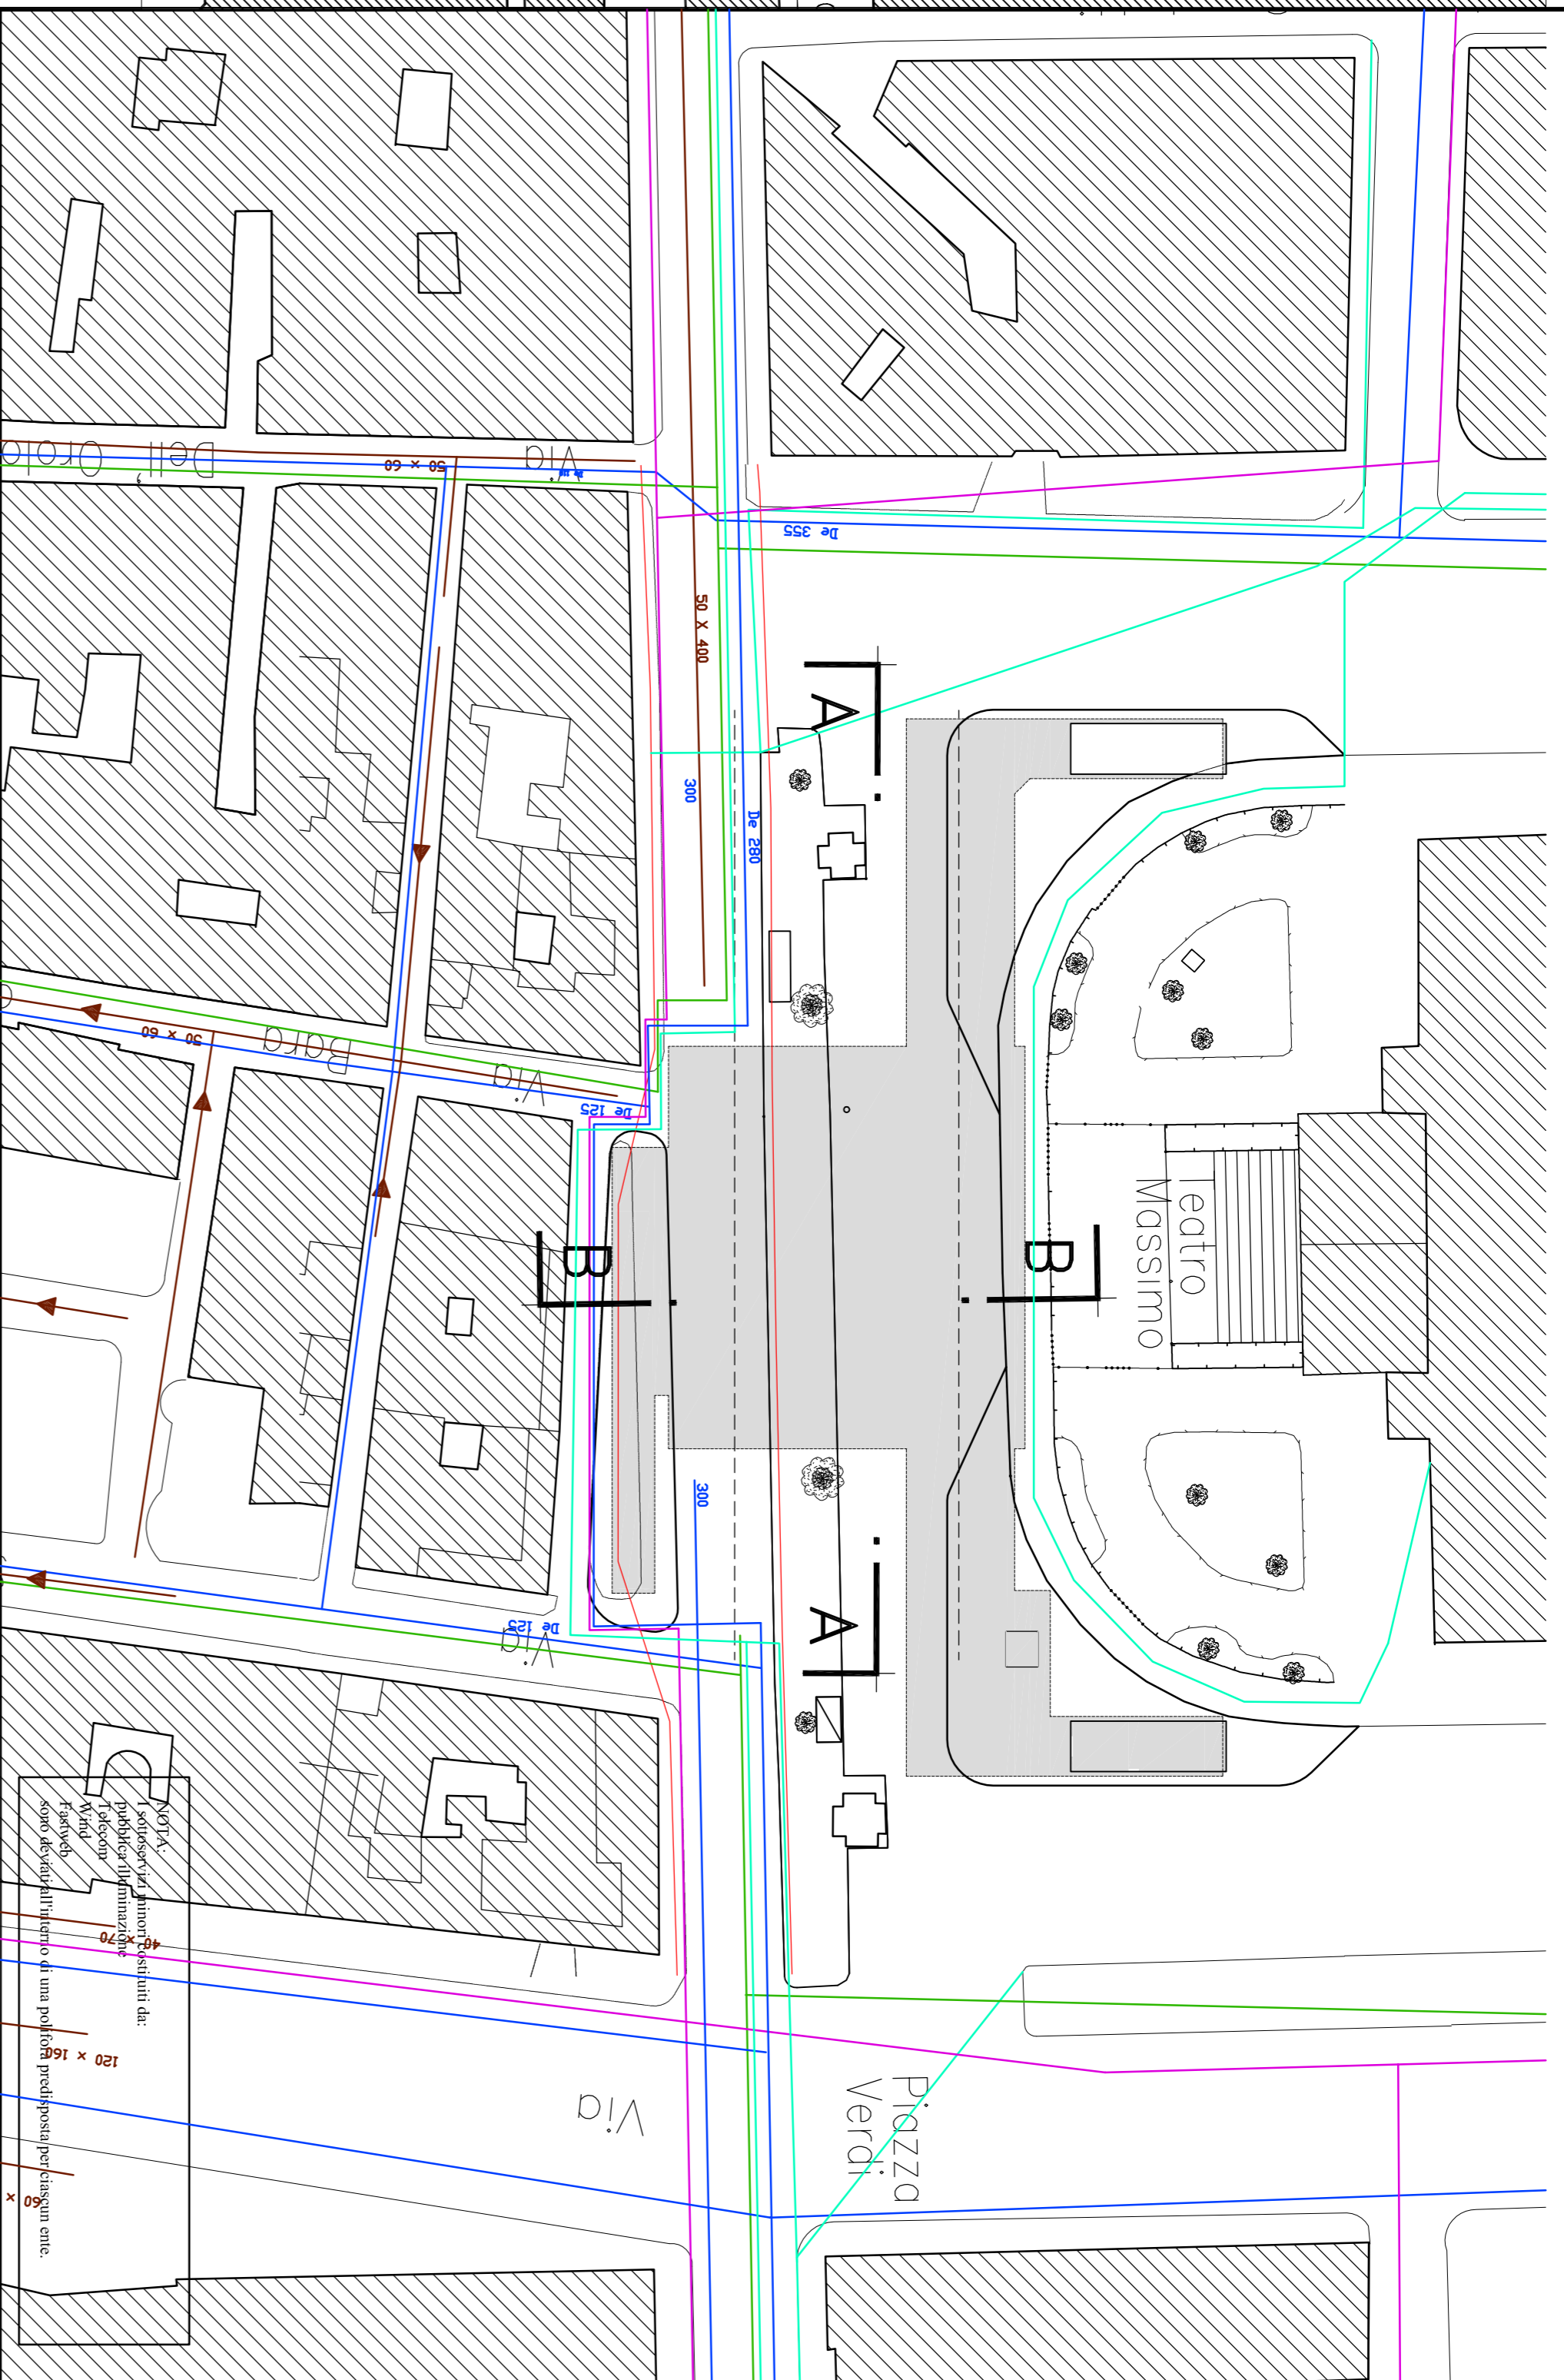 Dell' Orolo
50 x 60
Via
De 355
50 X 400
300
De 280
A
A
B
B
Teatro
Massimo
Via
Bara
50 x 60
De 125
300
Via
De 125
Via
Piazza
Verdi
40 x 70
120 x 160
60 x
NOTA:
I sottoservizi minori costituiti da:
pubblica illuminazione
Telecom
Wind
Fastweb
sono deviati all'interno di una polifora predisposta per ciascun ente.